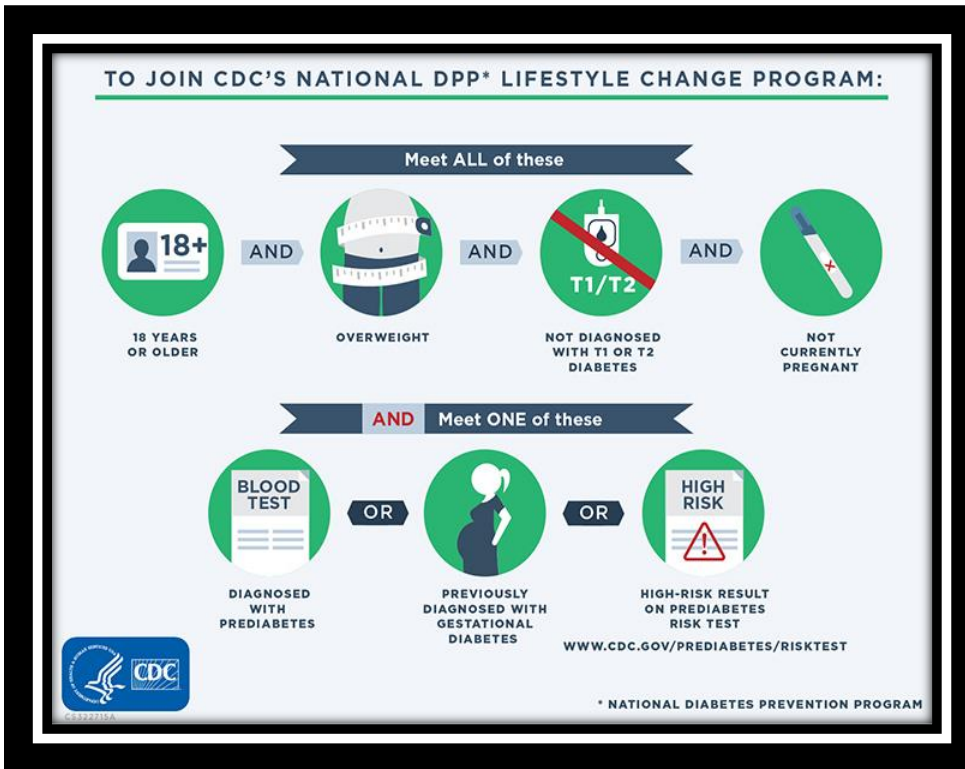 TO JOIN CDC'S NATIONAL DPP* LIFESTYLE CHANGE PROGRAM:
Meet ALL of these
18+
AND
AND
T1/T2
AND
18 YEARS
OR OLDER
OVERWEIGHT
NOT DIAGNOSED
WITH T1 OR T2
DIABETES
NOT
CURRENTLY
PREGNANT
AND Meet ONE of these
BLOOD
TEST
OR
OR
HIGH
RISK
DIAGNOSED
WITH
PREDIABETES
PREVIOUSLY
DIAGNOSED WITH
GESTATIONAL
DIABETES
HIGH-RISK RESULT
ON PREDIABETES
RISK TEST
WWW.CDC.GOV/PREDIABETES/RISKTEST
CDC
CS322715A
* NATIONAL DIABETES PREVENTION PROGRAM